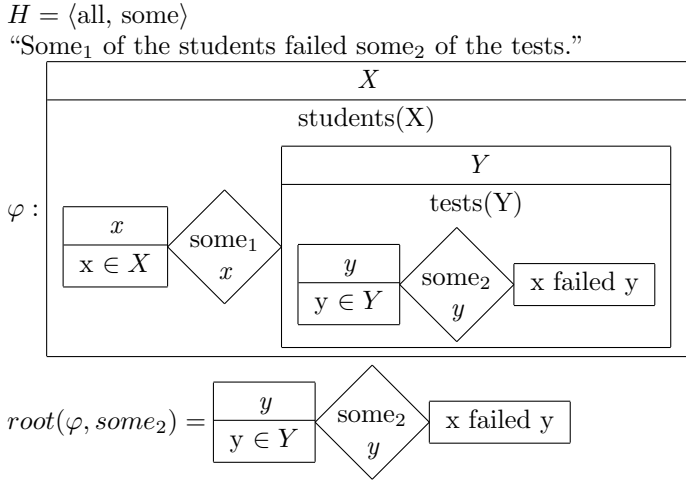 H = ⟨all, some⟩
“Some₁ of the students failed some₂ of the tests.”
X
students(X)
Y
tests(Y)
φ :
x
x ∈ X
some₁
x
y
y ∈ Y
some₂
y
x failed y
root(φ, some₂) =
y
y ∈ Y
some₂
y
x failed y